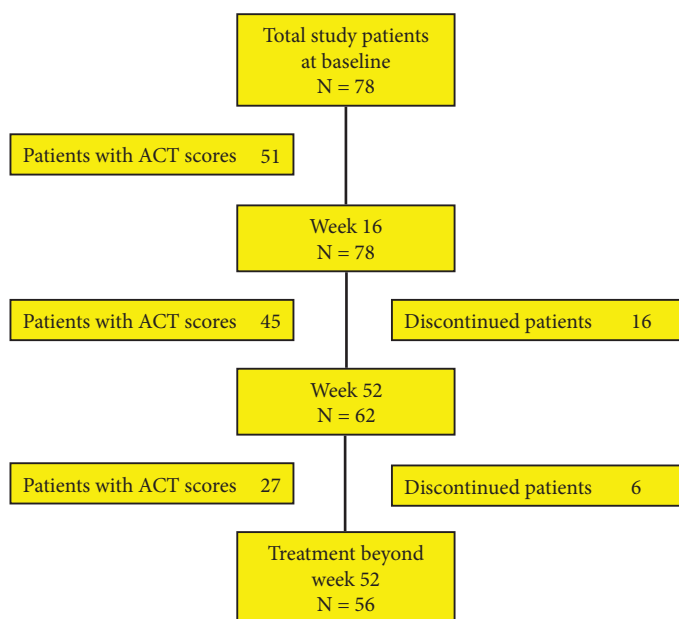 Total study patients
at baseline
N = 78
Patients with ACT scores 51
Week 16
N = 78
Patients with ACT scores 45
Discontinued patients 16
Week 52
N = 62
Patients with ACT scores 27
Discontinued patients 6
Treatment beyond
week 52
N = 56